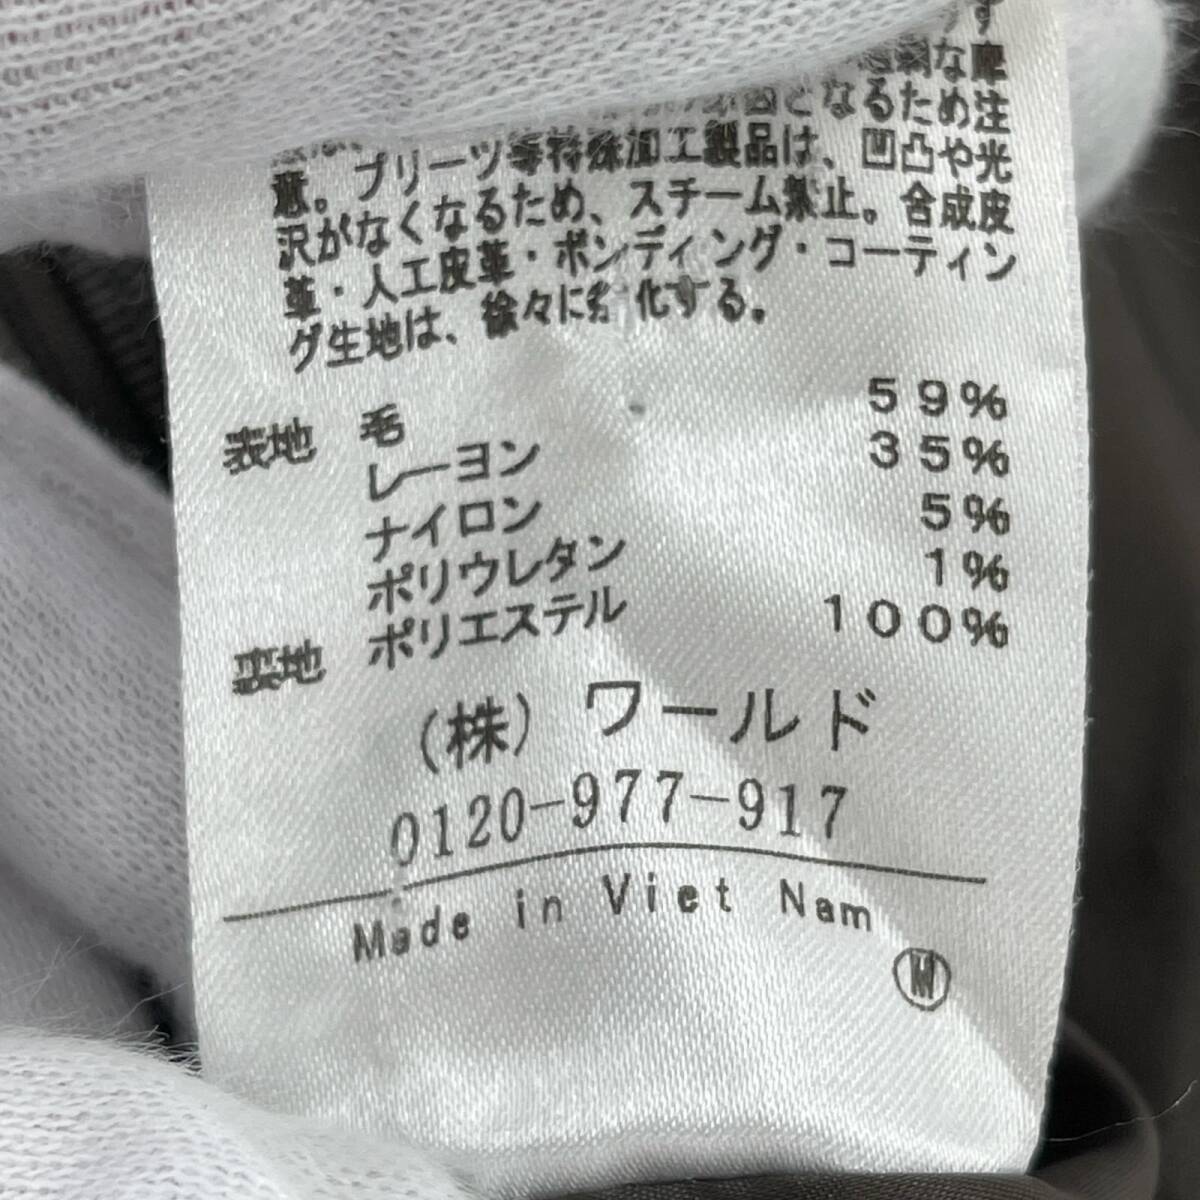 す
な摩
となるため注
意。プリーツ等特殊加工製品は、凹凸や光
沢がなくなるため、スチーム禁止。合成皮
革・人工皮革・ボンディング・コーティン
グ生地は、徐々に劣化する。
表地 毛 59%
レーヨン 35%
ナイロン 5%
ポリウレタン 1%
裏地 ポリエステル 100%
(株) ワールド
0120-977-917
Made in Viet Nam
Ⓜ